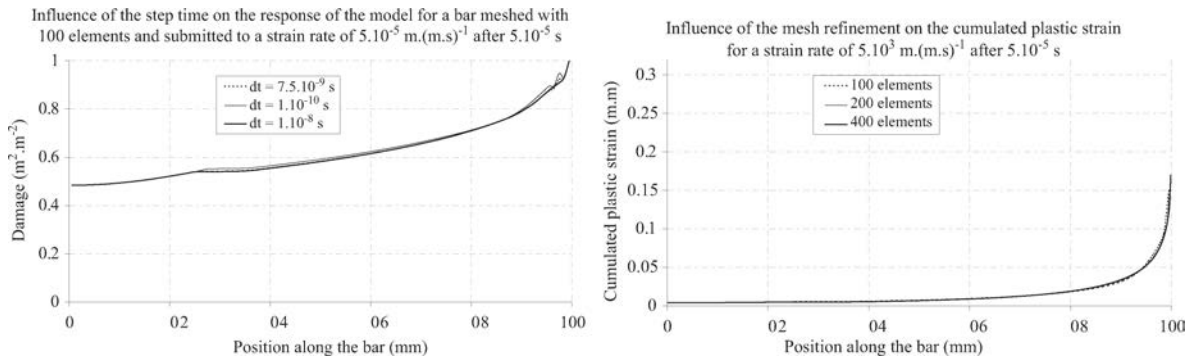 Influence of the step time on the response of the model for a bar meshed with
100 elements and submitted to a strain rate of 5.10⁻⁵ m.(m.s)⁻¹ after 5.10⁻⁵ s
1
0.8
0.6
0.4
0.2
0
Damage (m².m⁻²)
dt = 7.5.10⁻⁹ s
dt = 1.10⁻¹⁰ s
dt = 1.10⁻⁸ s
0 02 06 08 100
Position along the bar (mm)
Influence of the mesh refinement on the cumulated plastic strain
for a strain rate of 5.10³ m.(m.s)⁻¹ after 5.10⁻⁵ s
0.3
0.25
0.2
0.15
0.1
0.05
0
Cumulated plastic strain (m.m)
100 elements
200 elements
400 elements
0 02 04 06 08 100
Position along the bar (mm)